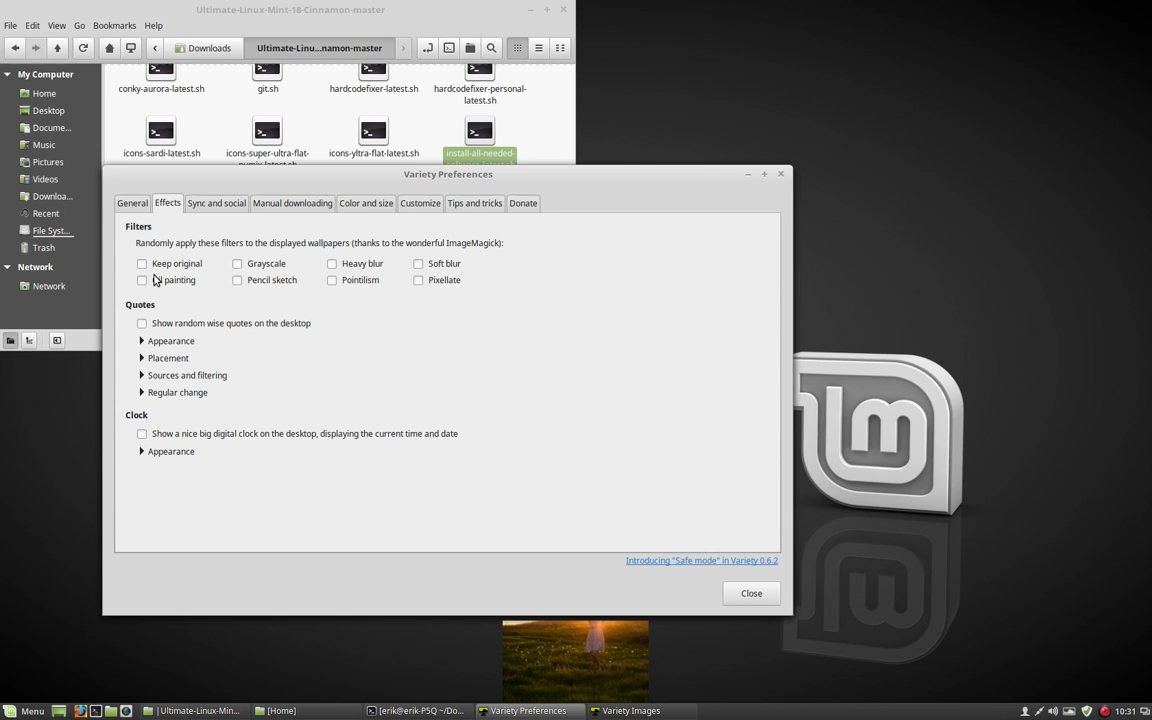 Ultimate-Linux-Mint-18-Cinnamon-master
File Edit View Go Bookmarks Help
Downloads Ultimate-Linu...namon-master
My Computer
Home
Desktop
Docume...
Music
Pictures
Videos
Downloa...
Recent
File Syst...
Trash
Network
Network
conky-aurora-latest.sh git.sh hardcodefixer-latest.sh hardcodefixer-personal-
latest.sh
icons-sardi-latest.sh icons-super-ultra-flat- icons-yltra-flat-latest.sh install-all-needed-
Variety Preferences
General Effects Sync and social Manual downloading Color and size Customize Tips and tricks Donate
Filters
Randomly apply these filters to the displayed wallpapers (thanks to the wonderful ImageMagick):
Keep original Grayscale Heavy blur Soft blur
painting Pencil sketch Pointilism Pixellate
Quotes
Show random wise quotes on the desktop
Appearance
Placement
Sources and filtering
Regular change
Clock
Show a nice big digital clock on the desktop, displaying the current time and date
Appearance
Introducing "Safe mode" in Variety 0.6.2
Close
Menu [Ultimate-Linux-Min... [Home] [erik@erik-P5Q ~/Do... Variety Preferences Variety Images 10:31